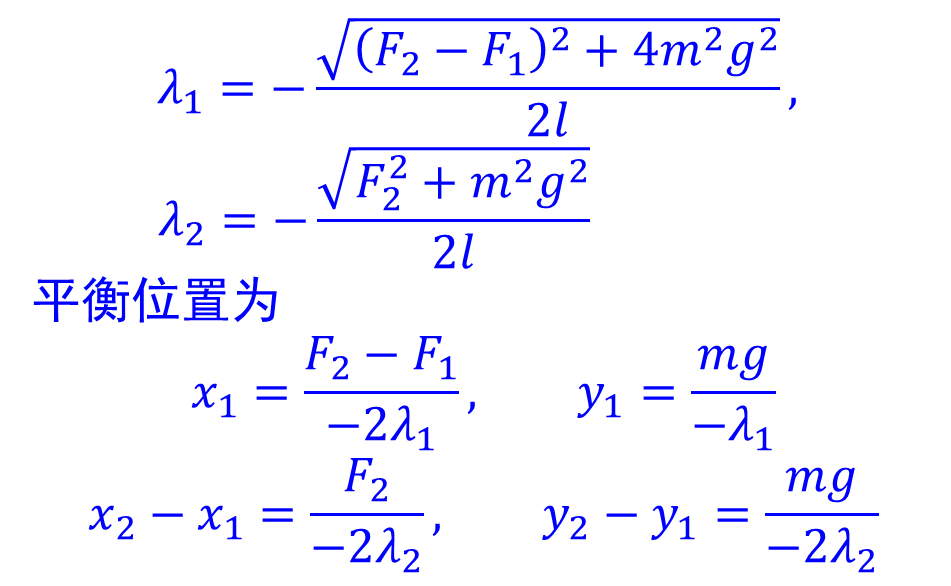 λ₁ = −√((F₂ − F₁)² + 4m²g²) / 2l,
λ₂ = −√(F₂² + m²g²) / 2l
平衡位置为
x₁ = (F₂ − F₁) / −2λ₁, y₁ = mg / −λ₁
x₂ − x₁ = F₂ / −2λ₂, y₂ − y₁ = mg / −2λ₂